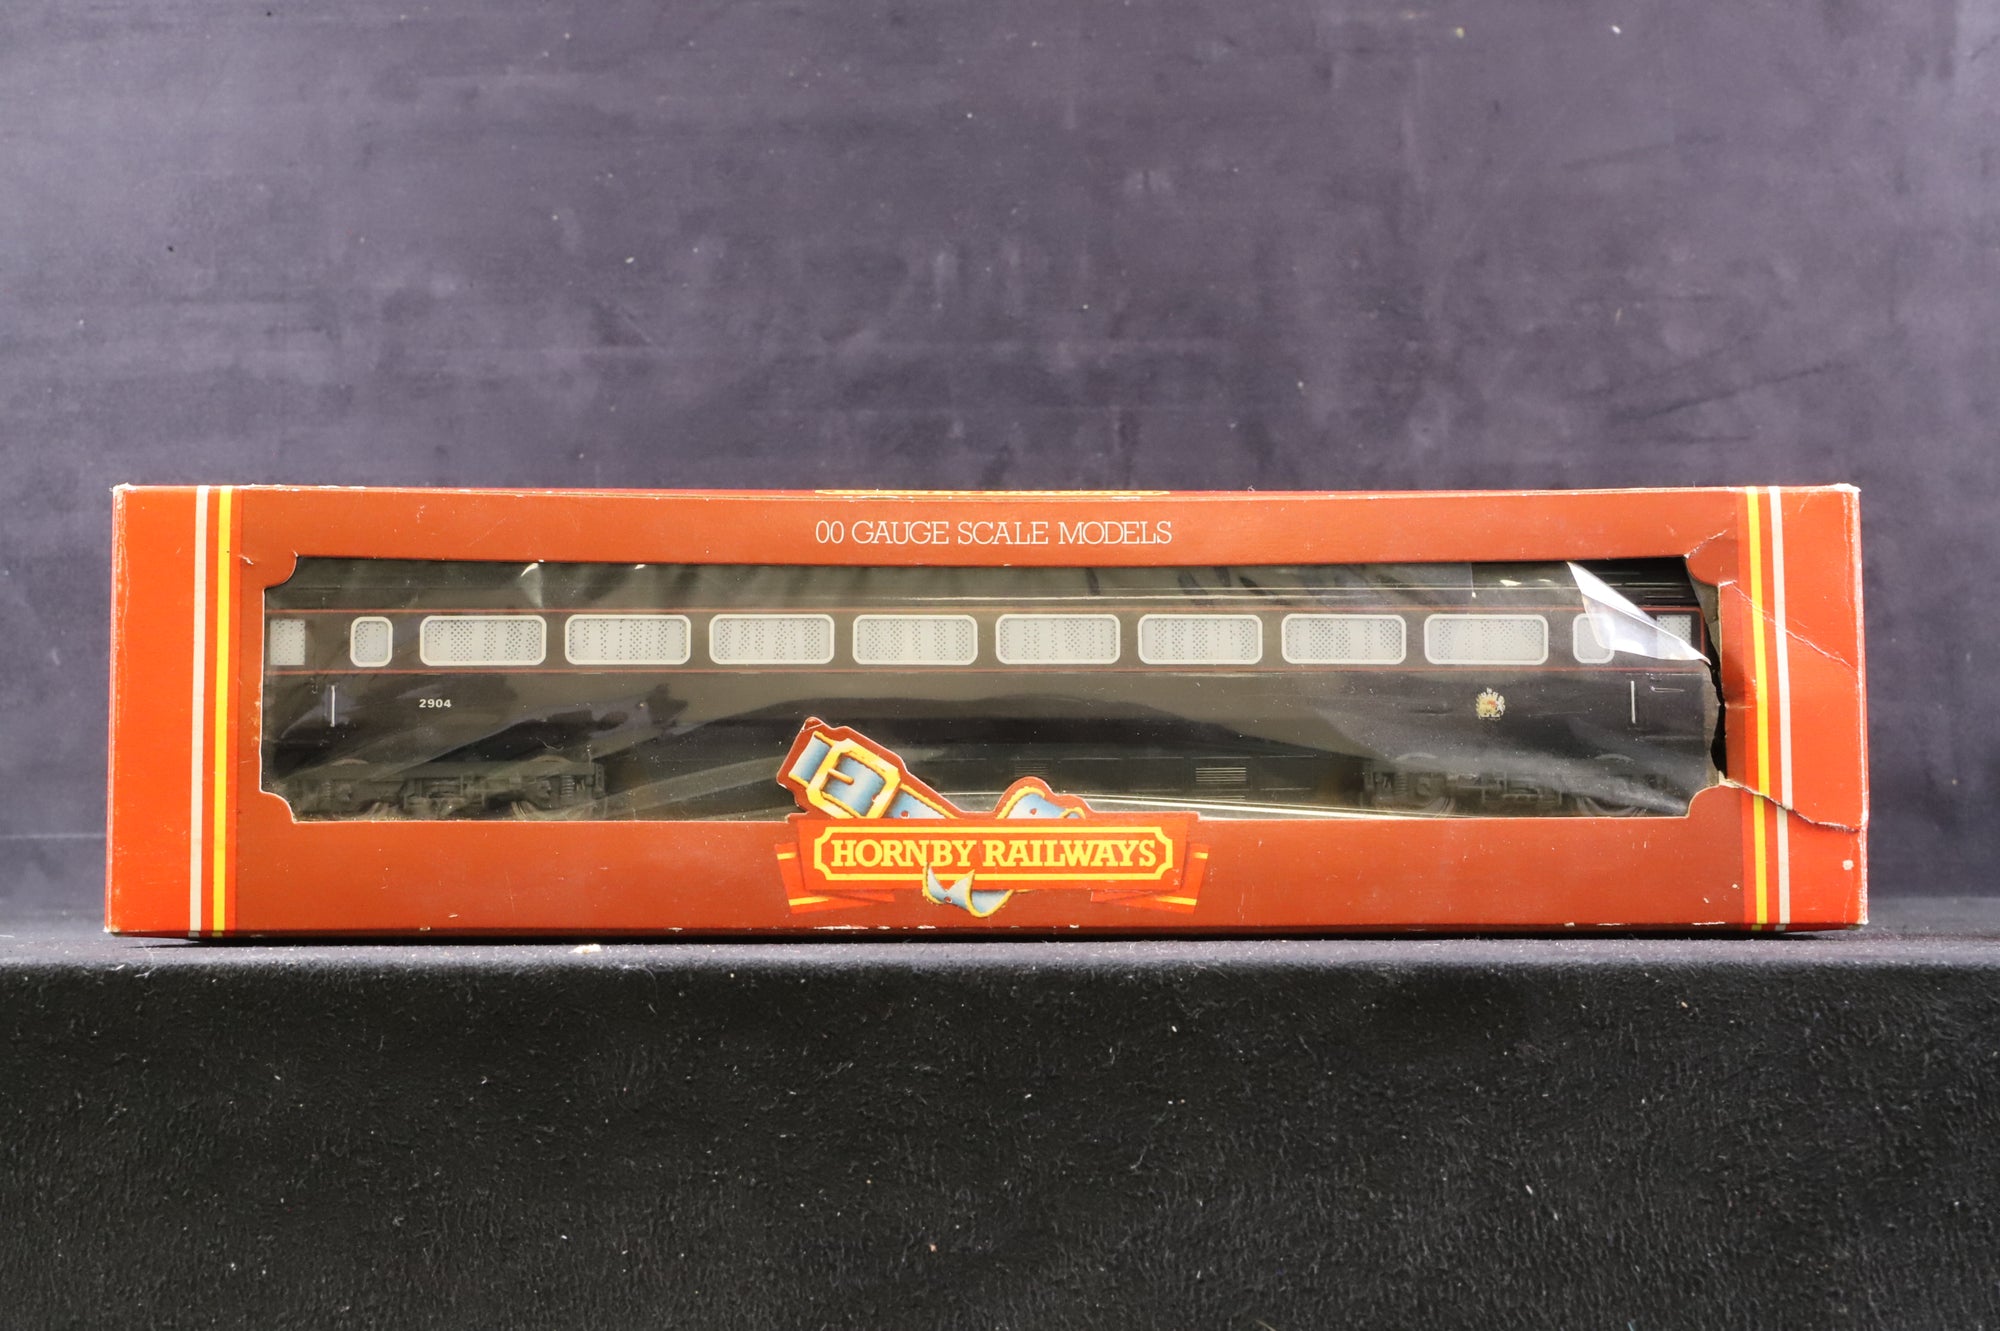 00 GAUGE SCALE MODELS
2904
HORNBY RAILWAYS